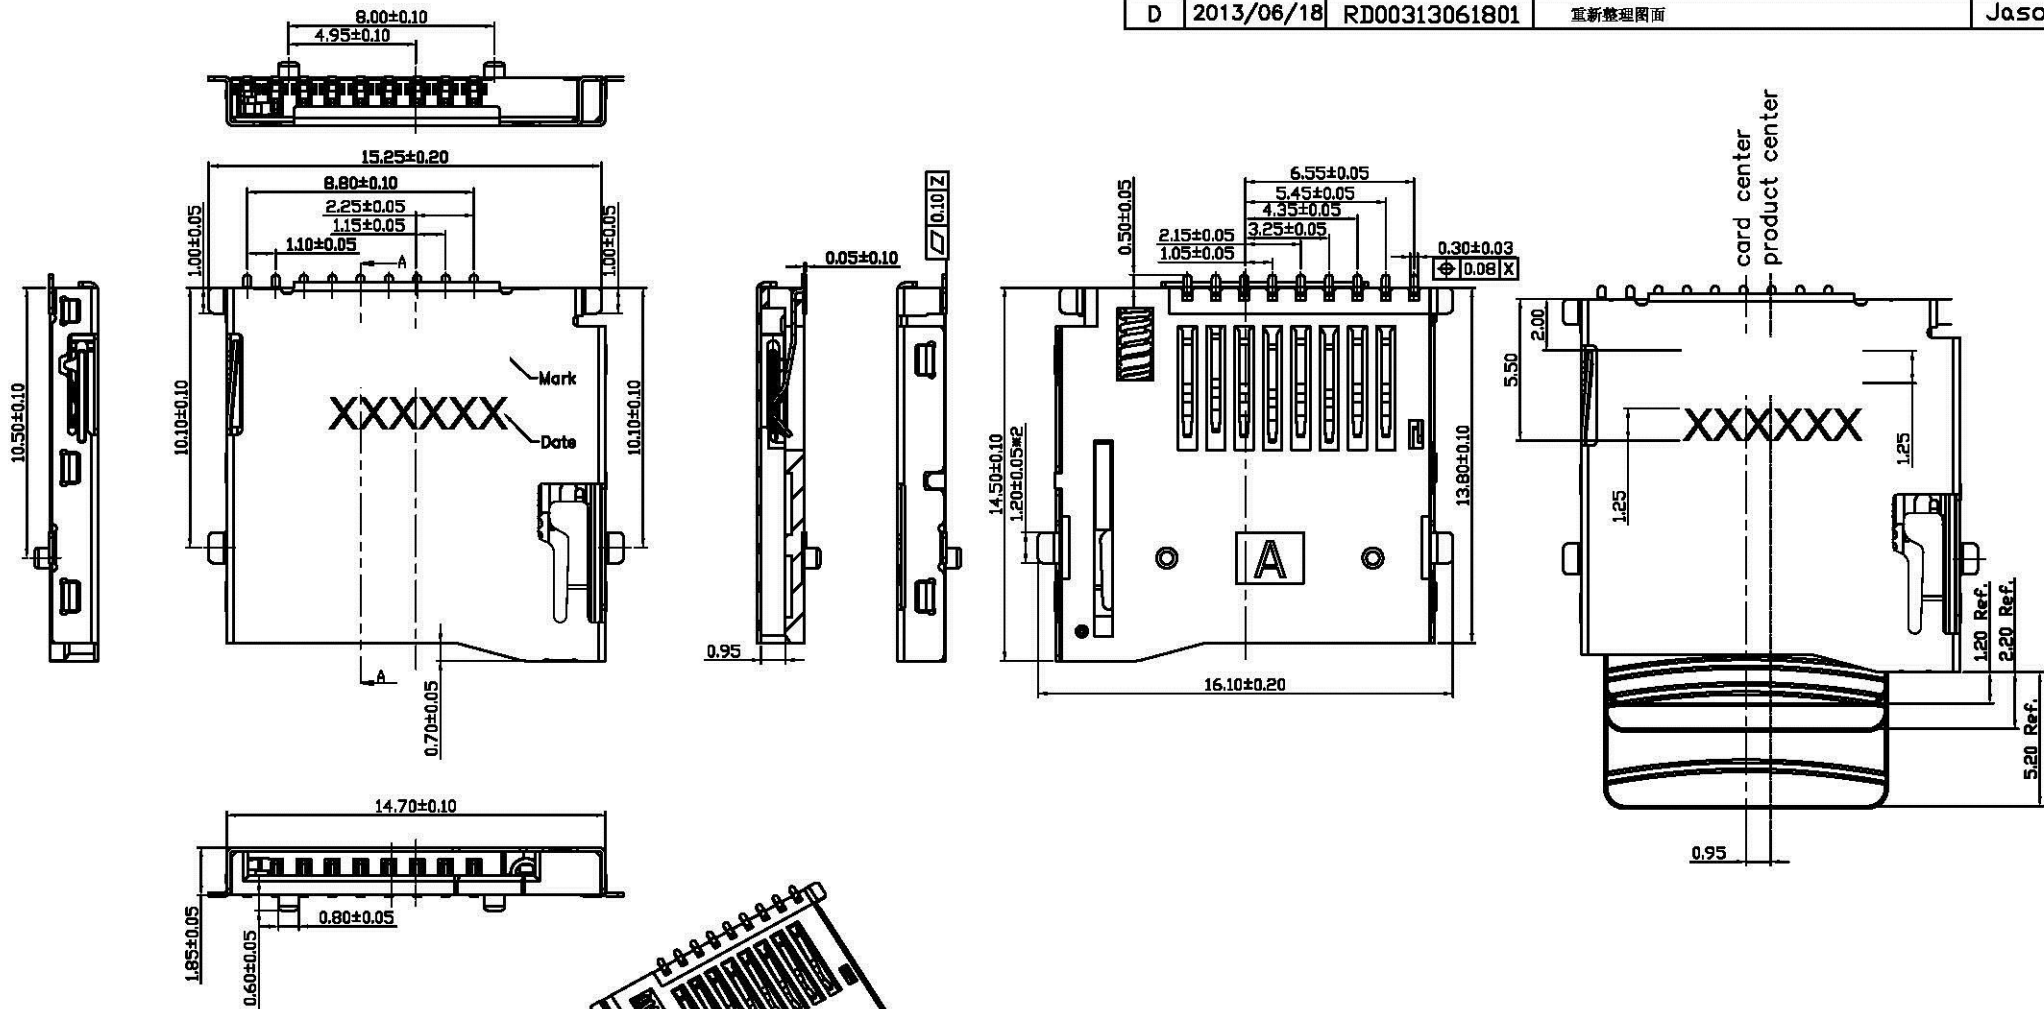 D 2013/06/18 RD00313061801 重新整理图面
8.00±0.10
4.95±0.10
15.25±0.20
8.80±0.10
2.25±0.05
1.15±0.05
1.10±0.05
1.00±0.05
1.00±0.05
A
10.50±0.10
10.10±0.10
10.10±0.10
Mark
XXXXXX
Date
A
0.70±0.05
0.05±0.10
0.10 Z
0.95
6.55±0.05
5.45±0.05
4.35±0.05
3.25±0.05
2.15±0.05
1.05±0.05
0.50±0.05
0.30±0.03
0.08 X
14.50±0.10
1.20±0.05*2
13.80±0.10
A
16.10±0.20
card center
product center
2.00
5.50
XXXXXX
1.25
1.25
1.20 Ref.
2.20 Ref.
5.20 Ref.
0.95
14.70±0.10
1.85±0.05
0.80±0.05
0.60±0.05